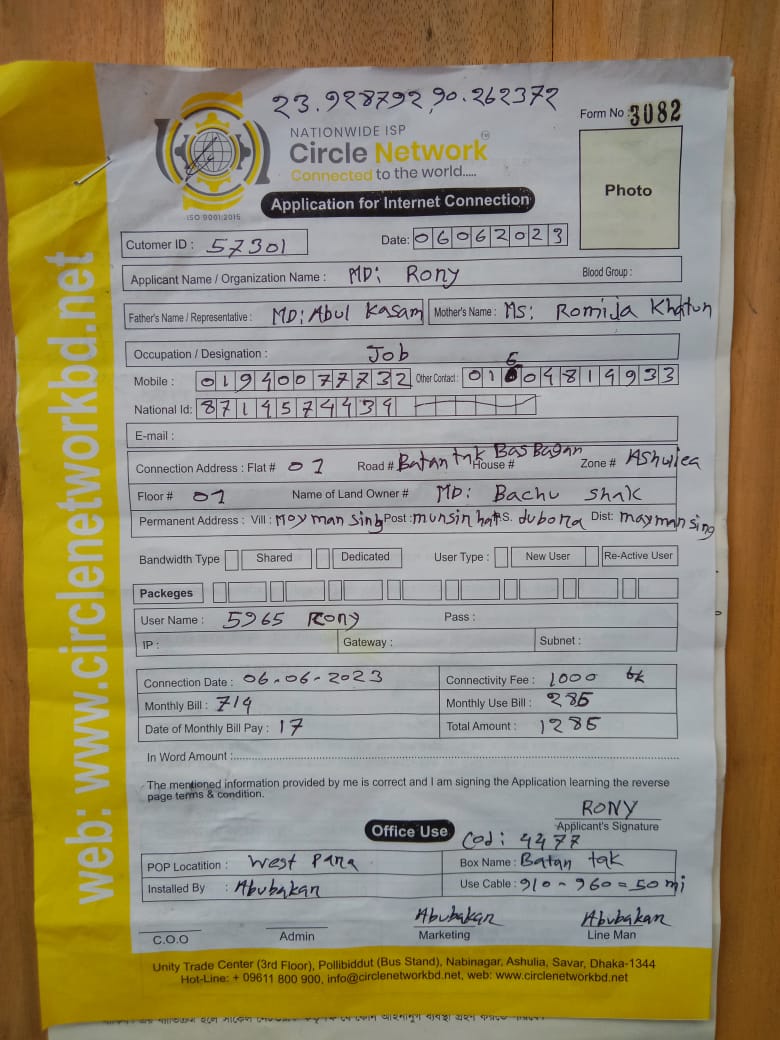 23.928792,90.262372
Form No : 3082
NATIONWIDE ISP
Circle Network
Connected to the world.....
ISO 9001:2015
Application for Internet Connection
Photo
Cutomer ID : 57301 Date: 06062023
Applicant Name / Organization Name : MD: Rony Blood Group :
Father's Name / Representative : MD: Abul Kasam Mother's Name : MS: Romija Khatun
Occupation / Designation : Job
Mobile : 01940077732 Other Contact : 01604814933
National Id: 8714574434
E-mail :
Connection Address : Flat # 01 Road # Batan tak Bas Bagan House # Zone # Ashuliea
Floor # 01 Name of Land Owner # MD: Bachu shak
Permanent Address : Vill : Moy man sing Post : munsin hat P.S. dubora Dist: mayman sing
Bandwidth Type Shared Dedicated User Type : New User Re-Active User
Packeges
User Name : 5965 Rony Pass :
IP : Gateway : Subnet :
Connection Date : 06-06-2023 Connectivity Fee : 1000 tk
Monthly Bill : 714 Monthly Use Bill : 285
Date of Monthly Bill Pay : 17 Total Amount : 1285
In Word Amount :
The mentioned information provided by me is correct and I am signing the Application learning the reverse
page terms & condition.
RONY
Applicant's Signature
Office Use Cod: 4477
POP Locatition : West Para Box Name : Batan tak
Installed By : Abubakan Use Cable : 910-960=50 mi
Abubakan Abubakan
C.O.O Admin Marketing Line Man
Unity Trade Center (3rd Floor), Pollibiddut (Bus Stand), Nabinagar, Ashulia, Savar, Dhaka-1344
Hot-Line: + 09611 800 900, info@circlenetworkbd.net, web: www.circlenetworkbd.net
web: www.circlenetworkbd.net